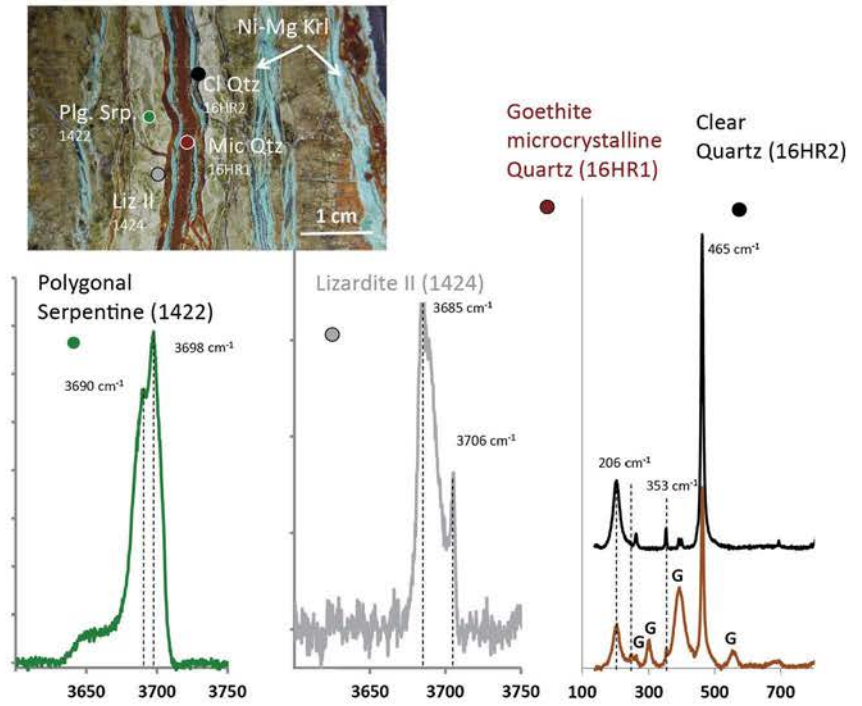 Ni-Mg Krl
Cl Qtz
16HR2
Plg. Srp.
1422
Mic Qtz
16HR1
Liz II
1424
1 cm
Goethite
microcrystalline
Quartz (16HR1)
Clear
Quartz (16HR2)
Polygonal
Serpentine (1422)
3698 cm-1
3690 cm-1
3650 3700 3750
Lizardite II (1424)
3685 cm-1
3706 cm-1
3650 3700 3750
465 cm-1
206 cm-1
353 cm-1
G
G
G
G
100 300 500 700